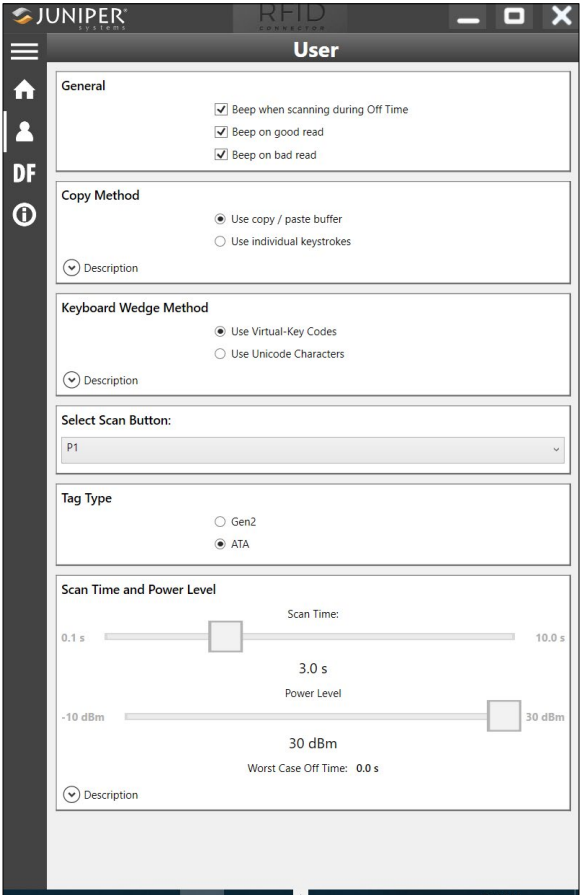 JUNIPER®
systems
RFID
CONNECTOR
User
General
Beep when scanning during Off Time
Beep on good read
Beep on bad read
DF
Copy Method
Use copy / paste buffer
Use individual keystrokes
Description
Keyboard Wedge Method
Use Virtual-Key Codes
Use Unicode Characters
Description
Select Scan Button:
P1
Tag Type
Gen2
ATA
Scan Time and Power Level
Scan Time:
0.1 s 10.0 s
3.0 s
Power Level
-10 dBm 30 dBm
30 dBm
Worst Case Off Time: 0.0 s
Description